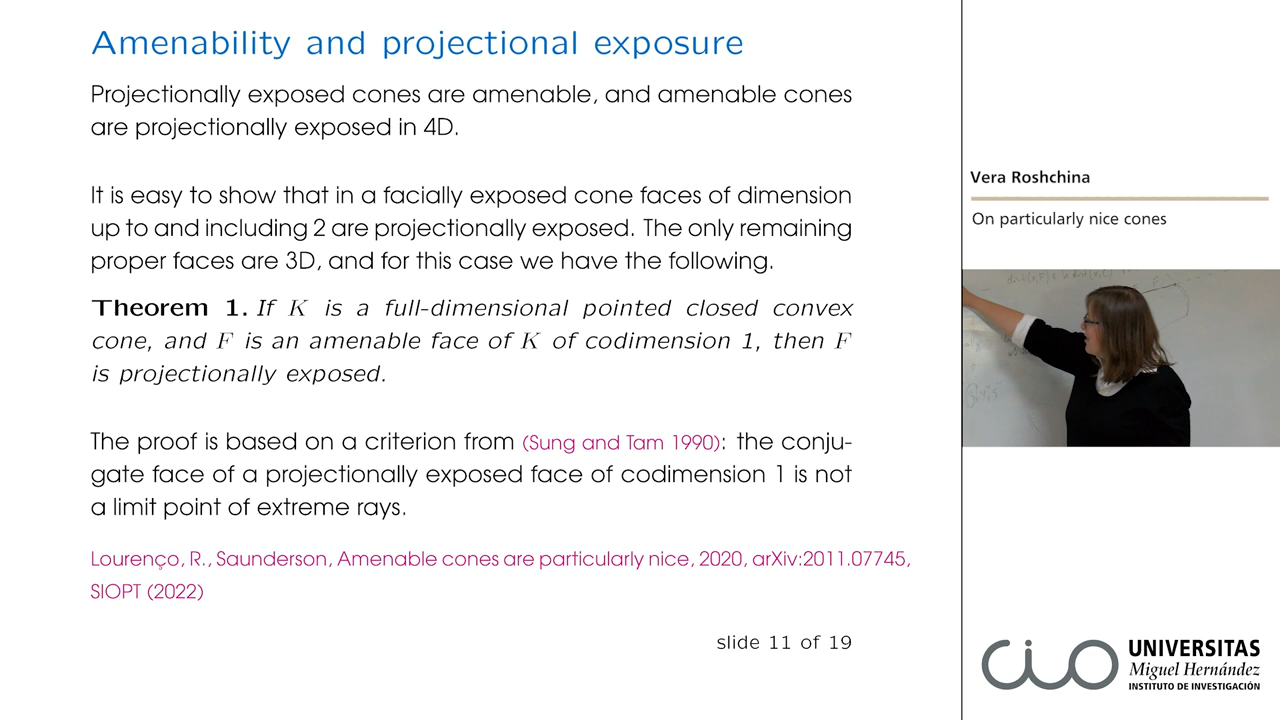 Amenability and projectional exposure
Projectionally exposed cones are amenable, and amenable cones
are projectionally exposed in 4D.
It is easy to show that in a facially exposed cone faces of dimension
up to and including 2 are projectionally exposed. The only remaining
proper faces are 3D, and for this case we have the following.
Theorem 1. If K is a full-dimensional pointed closed convex
cone, and F is an amenable face of K of codimension 1, then F
is projectionally exposed.
The proof is based on a criterion from (Sung and Tam 1990): the conju-
gate face of a projectionally exposed face of codimension 1 is not
a limit point of extreme rays.
Lourenço, R., Saunderson, Amenable cones are particularly nice, 2020, arXiv:2011.07745,
SIOPT (2022)
slide 11 of 19
Vera Roshchina
On particularly nice cones
cio
UNIVERSITAS
Miguel Hernández
INSTITUTO DE INVESTIGACIÓN